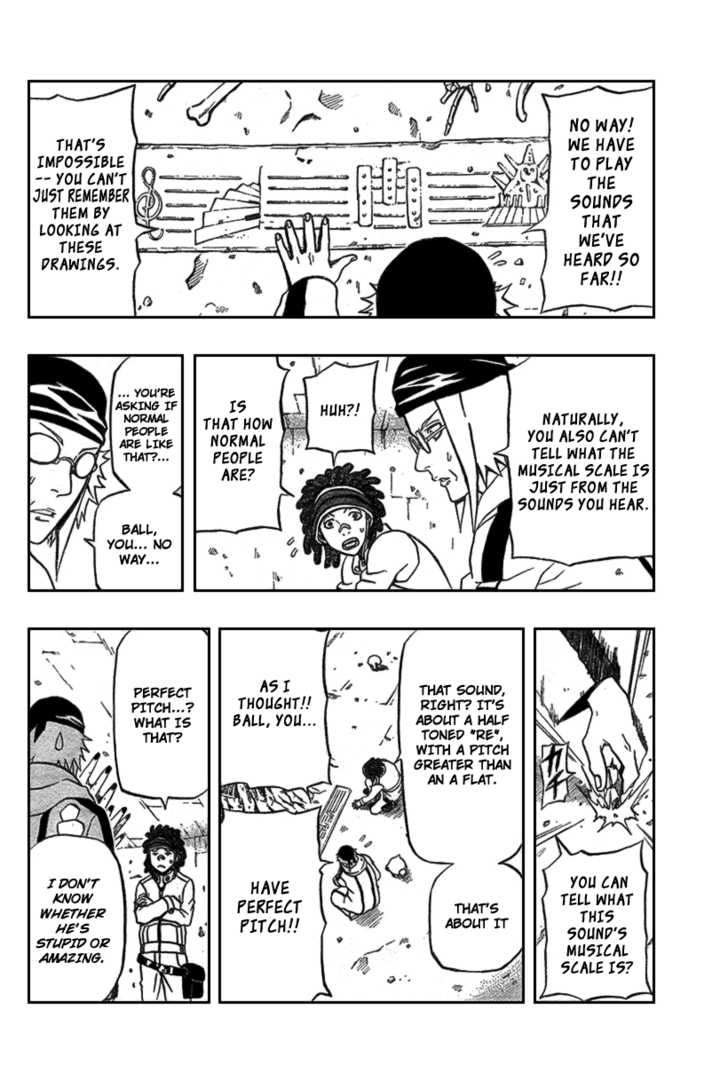 NO WAY!
WE HAVE
TO PLAY
THE
SOUNDS
THAT
WE'VE
HEARD SO
FAR!!
THAT'S
IMPOSSIBLE
-- YOU CAN'T
JUST REMEMBER
THEM BY
LOOKING AT
THESE
DRAWINGS.
NATURALLY,
YOU ALSO CAN'T
TELL WHAT THE
MUSICAL SCALE IS
JUST FROM THE
SOUNDS YOU HEAR.
HUH?!
IS
THAT HOW
NORMAL
PEOPLE
ARE?
... YOU'RE
ASKING IF
NORMAL
PEOPLE
ARE LIKE
THAT?...
BALL,
YOU... NO
WAY...
カキ
YOU CAN
TELL WHAT
THIS
SOUND'S
MUSICAL
SCALE IS?
THAT SOUND,
RIGHT? IT'S
ABOUT A HALF
TONED "RE",
WITH A PITCH
GREATER THAN
AN A FLAT.
THAT'S
ABOUT IT
AS I
THOUGHT!!
BALL, YOU...
HAVE
PERFECT
PITCH!!
PERFECT
PITCH...?
WHAT IS
THAT?
I DON'T
KNOW
WHETHER
HE'S
STUPID OR
AMAZING.